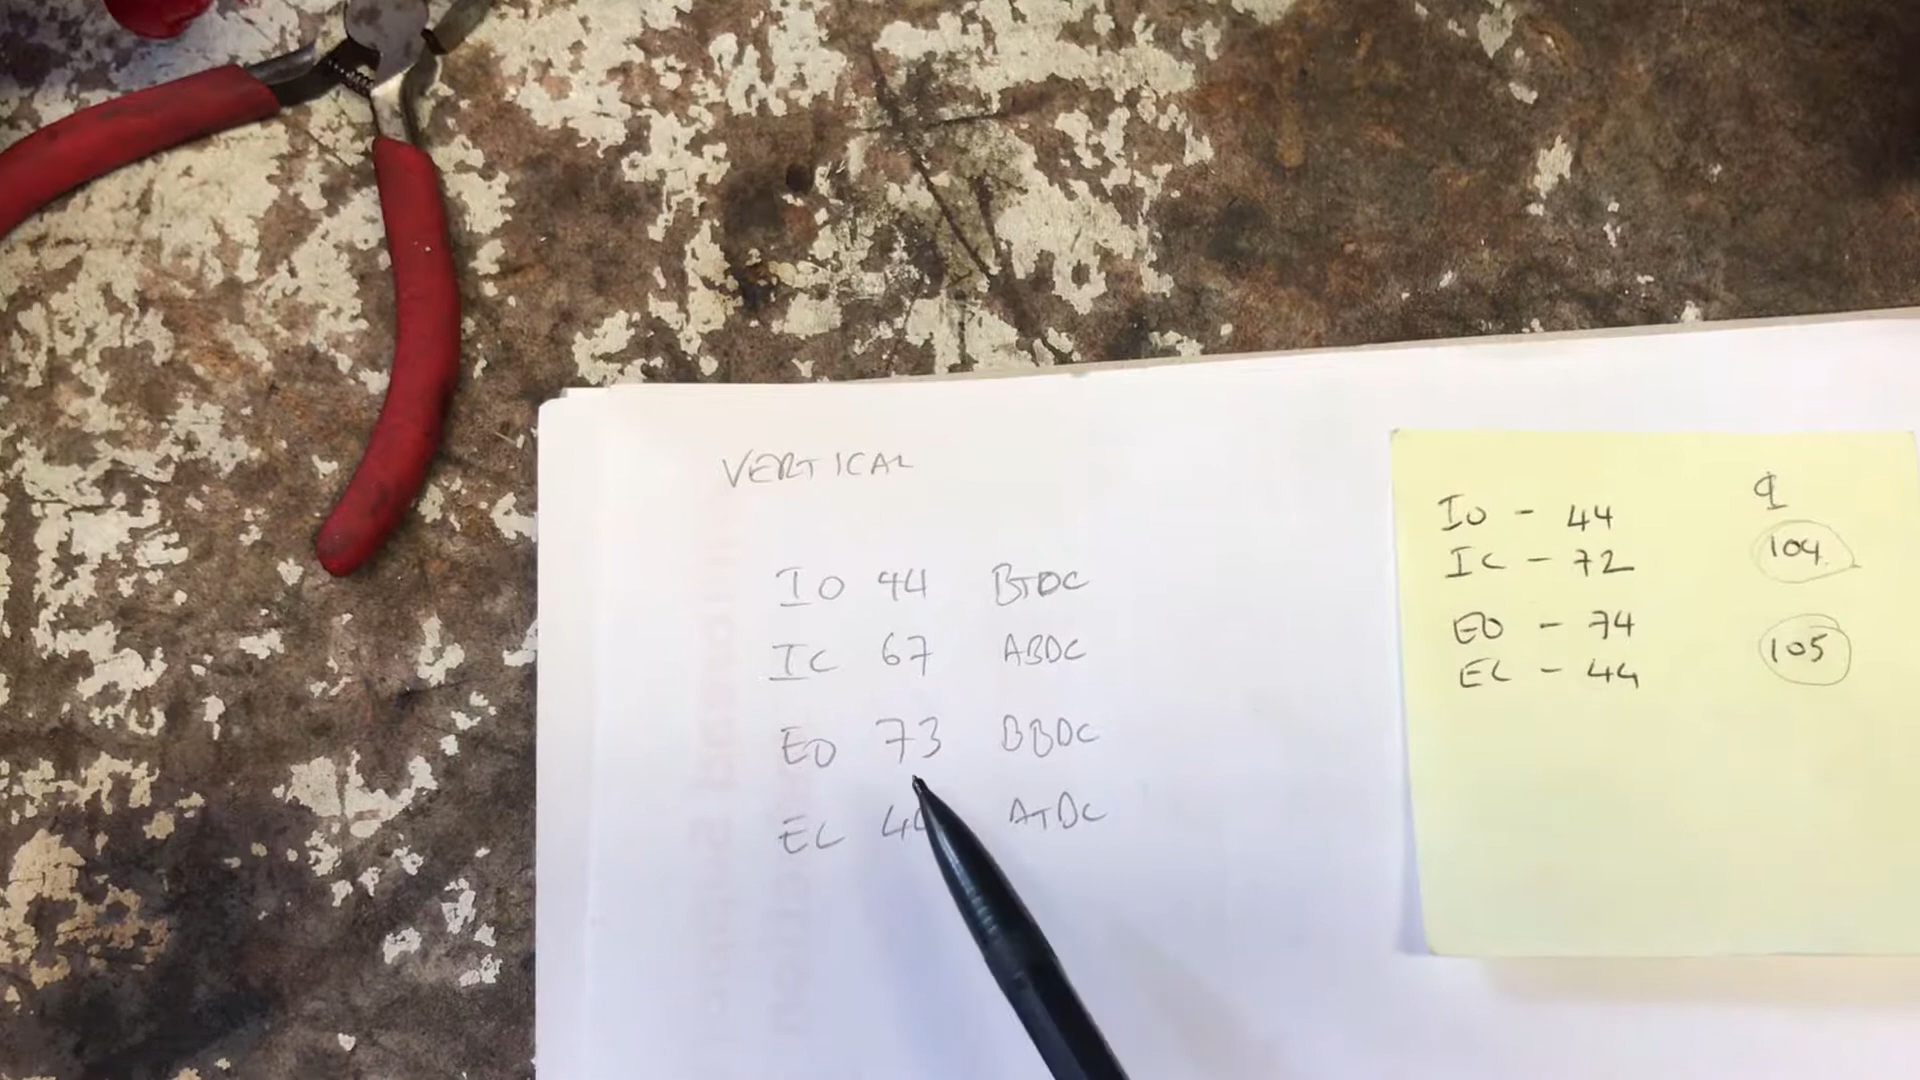 VERTICAL
IO 44 BTDC
IC 67 ABDC
EO 73 BBDC
EC ATDC
IO - 44
IC - 72
EO - 74
EC - 44
104
105